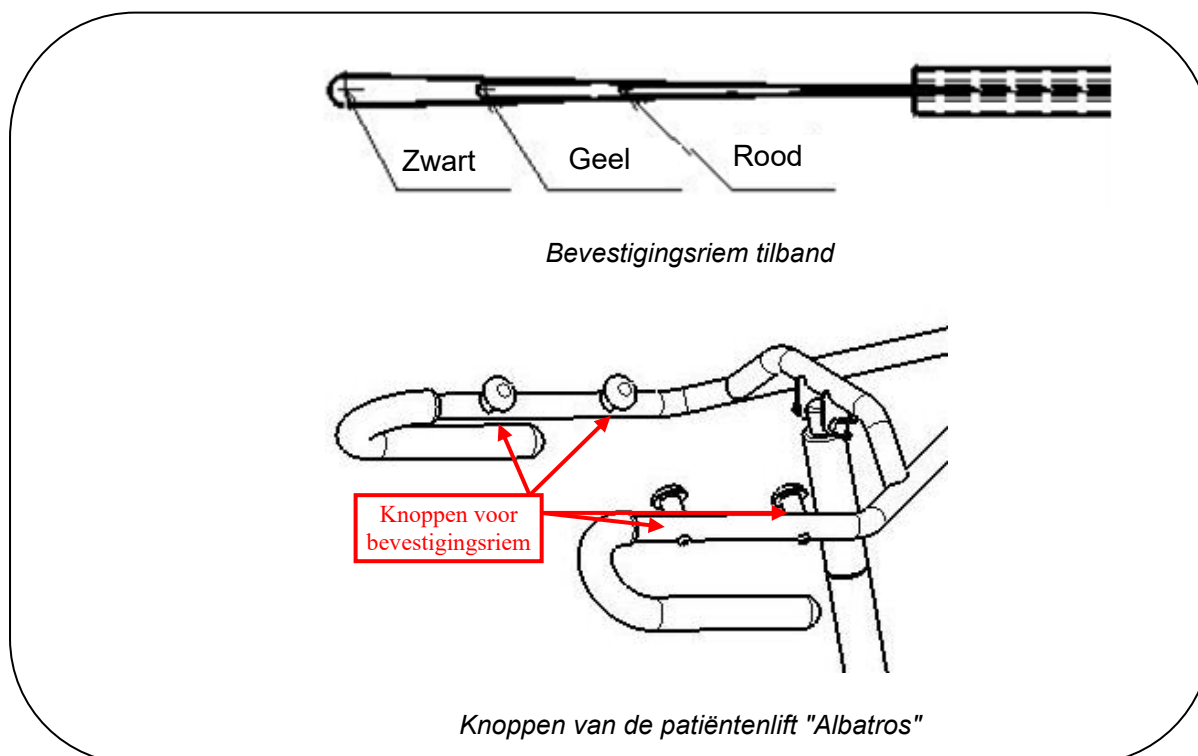 Zwart
Geel
Rood
Bevestigingsriem tilband
Knoppen voor
bevestigingsriem
Knoppen van de patiëntenlift "Albatros"